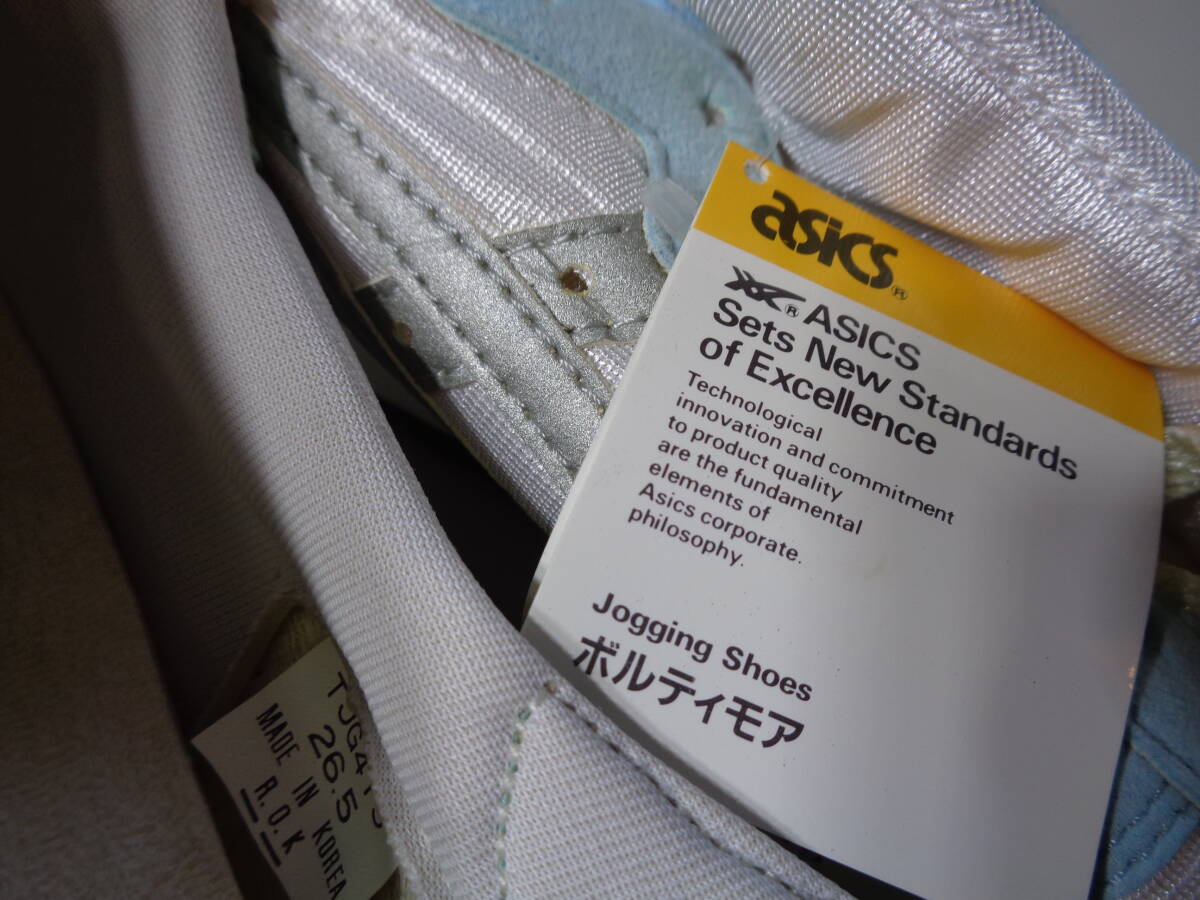 asics®
® ASICS
Sets New Standards
of Excellence
Technological
innovation and commitment
to product quality
are the fundamental
elements of
Asics corporate.
philosophy.
Jogging Shoes
ボルティモア
26.5
MADE IN KOREA
R.O.K